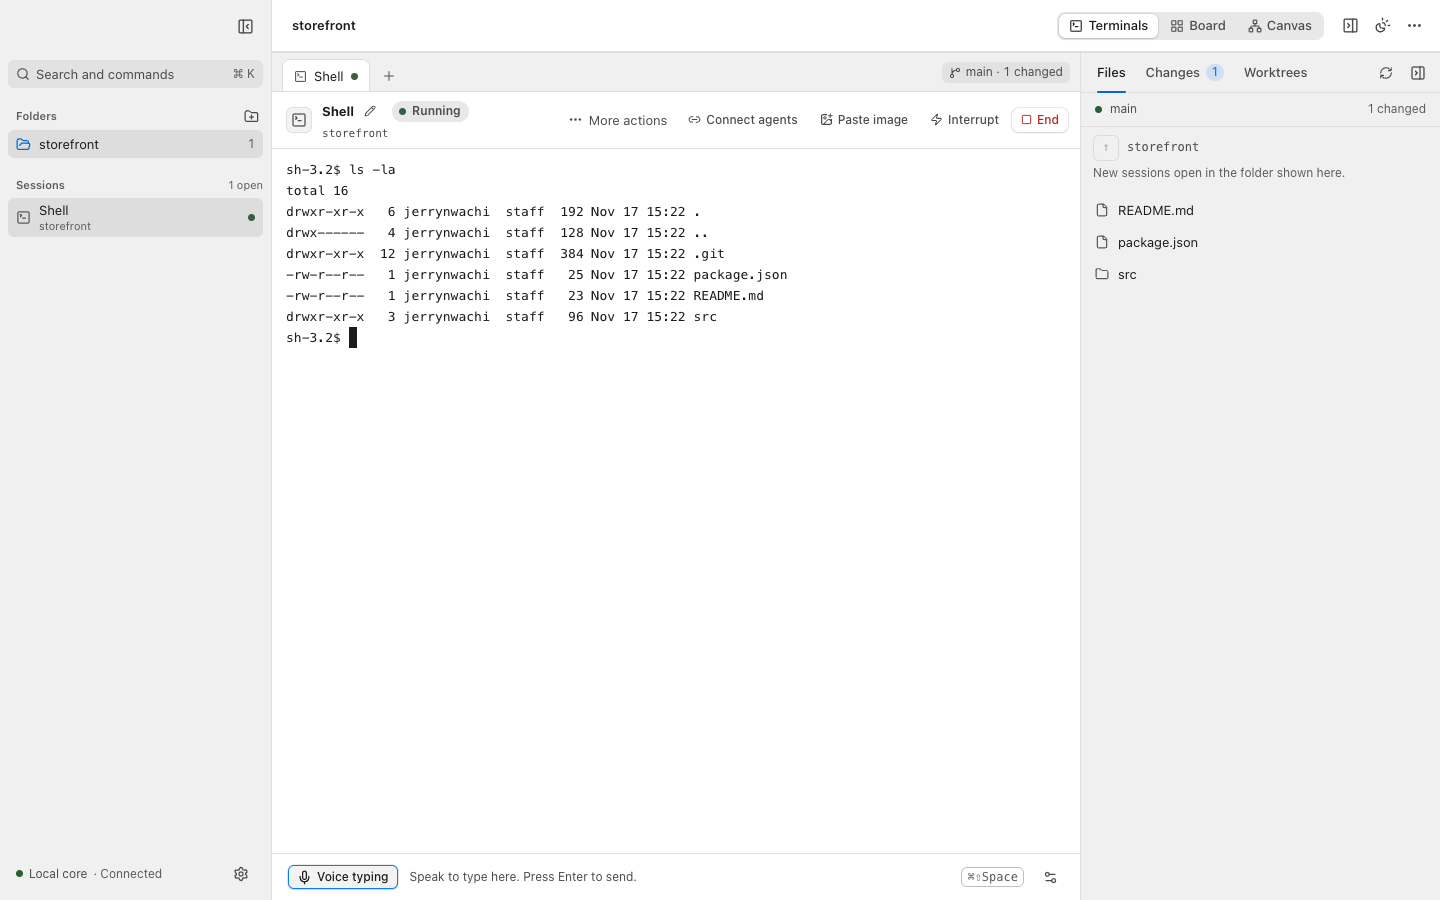 storefront
Terminals
Board
Canvas
Search and commands
⌘ K
Folders
storefront
1
Sessions
1 open
Shell
storefront
Local core · Connected
Shell
main · 1 changed
Shell
Running
storefront
More actions
Connect agents
Paste image
Interrupt
End
sh-3.2$ ls -la
total 16
drwxr-xr-x   6 jerrynwachi  staff  192 Nov 17 15:22 .
drwx------   4 jerrynwachi  staff  128 Nov 17 15:22 ..
drwxr-xr-x  12 jerrynwachi  staff  384 Nov 17 15:22 .git
-rw-r--r--   1 jerrynwachi  staff   25 Nov 17 15:22 package.json
-rw-r--r--   1 jerrynwachi  staff   23 Nov 17 15:22 README.md
drwxr-xr-x   3 jerrynwachi  staff   96 Nov 17 15:22 src
sh-3.2$
Voice typing
Speak to type here. Press Enter to send.
⌘⇧Space
Files
Changes 1
Worktrees
main
1 changed
↑ storefront
New sessions open in the folder shown here.
README.md
package.json
src